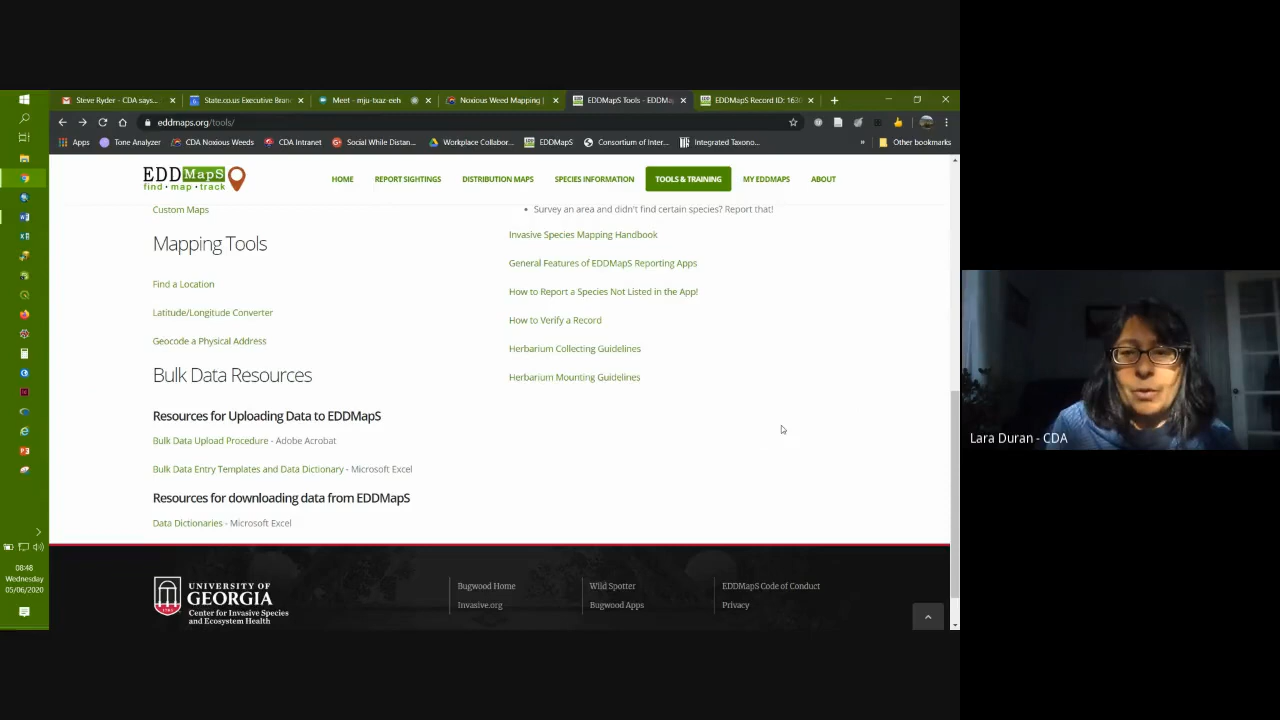 Steve Ryder - CDA says...
State.co.us Executive Bran
Meet - mju-txaz-eeh
Noxious Weed Mapping |
EDDMapS Tools - EDDMa
EDDMapS Record ID: 1630
eddmaps.org/tools/
Apps
Tone Analyzer
CDA Noxious Weeds
CDA Intranet
Social While Distan...
Workplace Collabor...
EDDMapS
Consortium of Inter...
Integrated Taxono...
Other bookmarks
EDDMapS
find • map • track
HOME
REPORT SIGHTINGS
DISTRIBUTION MAPS
SPECIES INFORMATION
TOOLS & TRAINING
MY EDDMAPS
ABOUT
Custom Maps
Mapping Tools
Find a Location
Latitude/Longitude Converter
Geocode a Physical Address
Bulk Data Resources
Resources for Uploading Data to EDDMapS
Bulk Data Upload Procedure - Adobe Acrobat
Bulk Data Entry Templates and Data Dictionary - Microsoft Excel
Resources for downloading data from EDDMapS
Data Dictionaries - Microsoft Excel
• Survey an area and didn't find certain species? Report that!
Invasive Species Mapping Handbook
General Features of EDDMapS Reporting Apps
How to Report a Species Not Listed in the App!
How to Verify a Record
Herbarium Collecting Guidelines
Herbarium Mounting Guidelines
UNIVERSITY OF
GEORGIA
Center for Invasive Species
and Ecosystem Health
Bugwood Home
Invasive.org
Wild Spotter
Bugwood Apps
EDDMapS Code of Conduct
Privacy
08:48
Wednesday
05/06/2020
Lara Duran - CDA